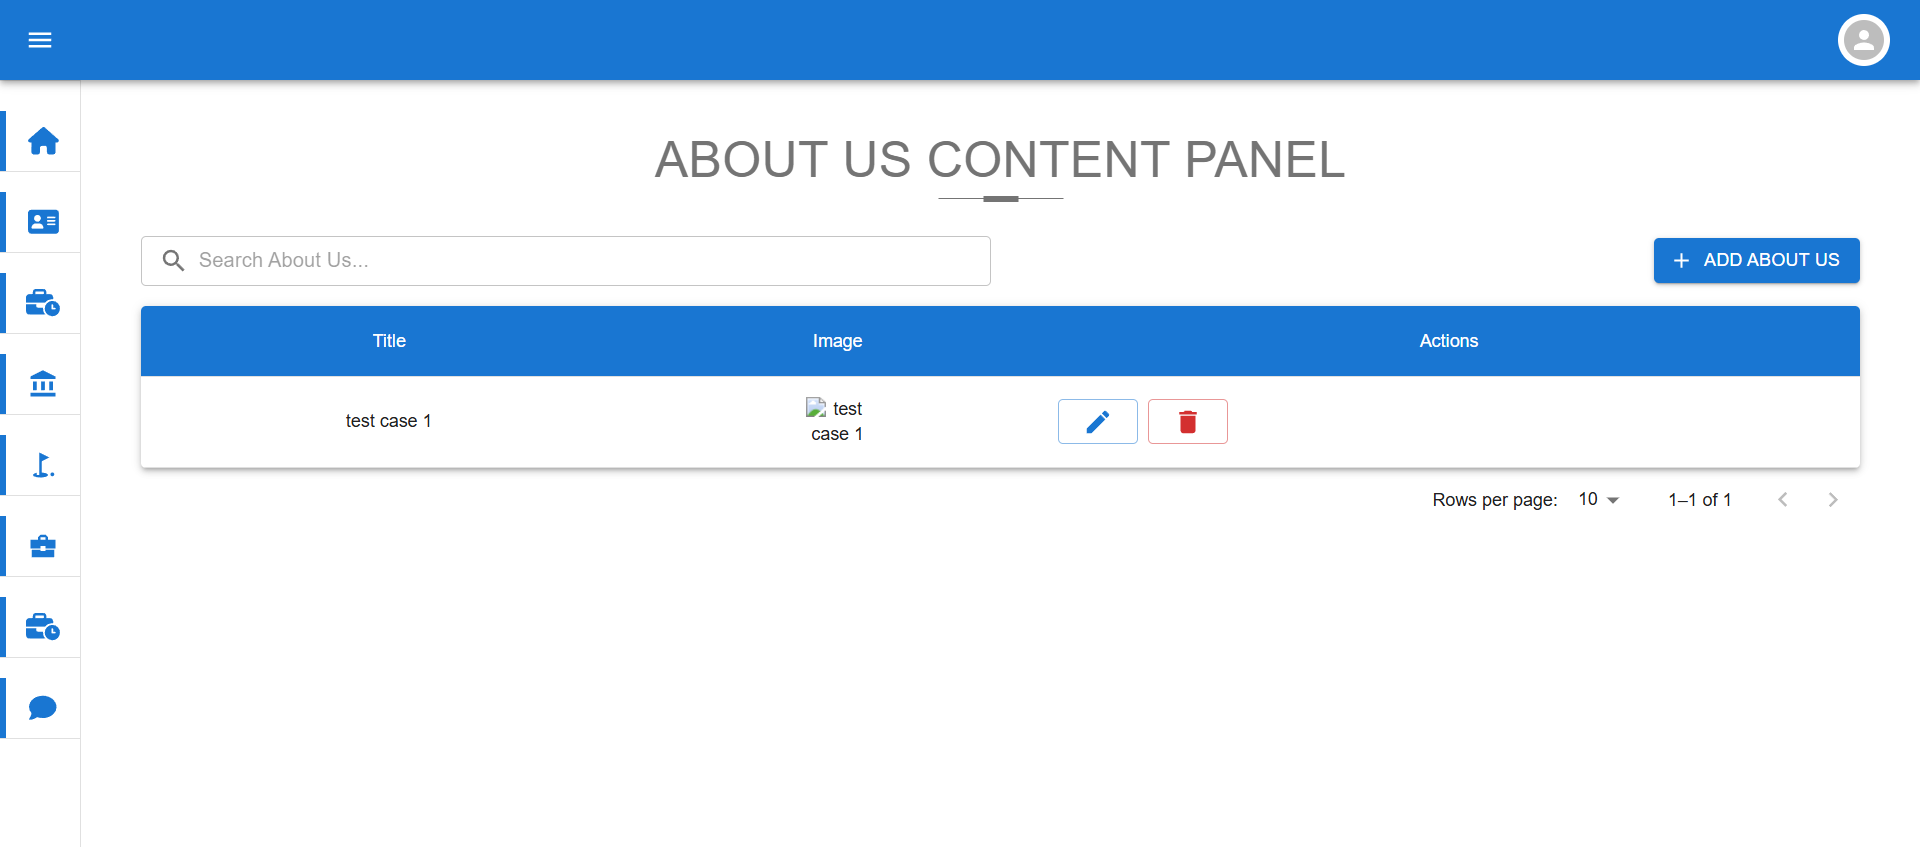 ABOUT US CONTENT PANEL
Search About Us...
ADD ABOUT US
Title Image Actions
test case 1
test
case 1
Rows per page: 10 1–1 of 1